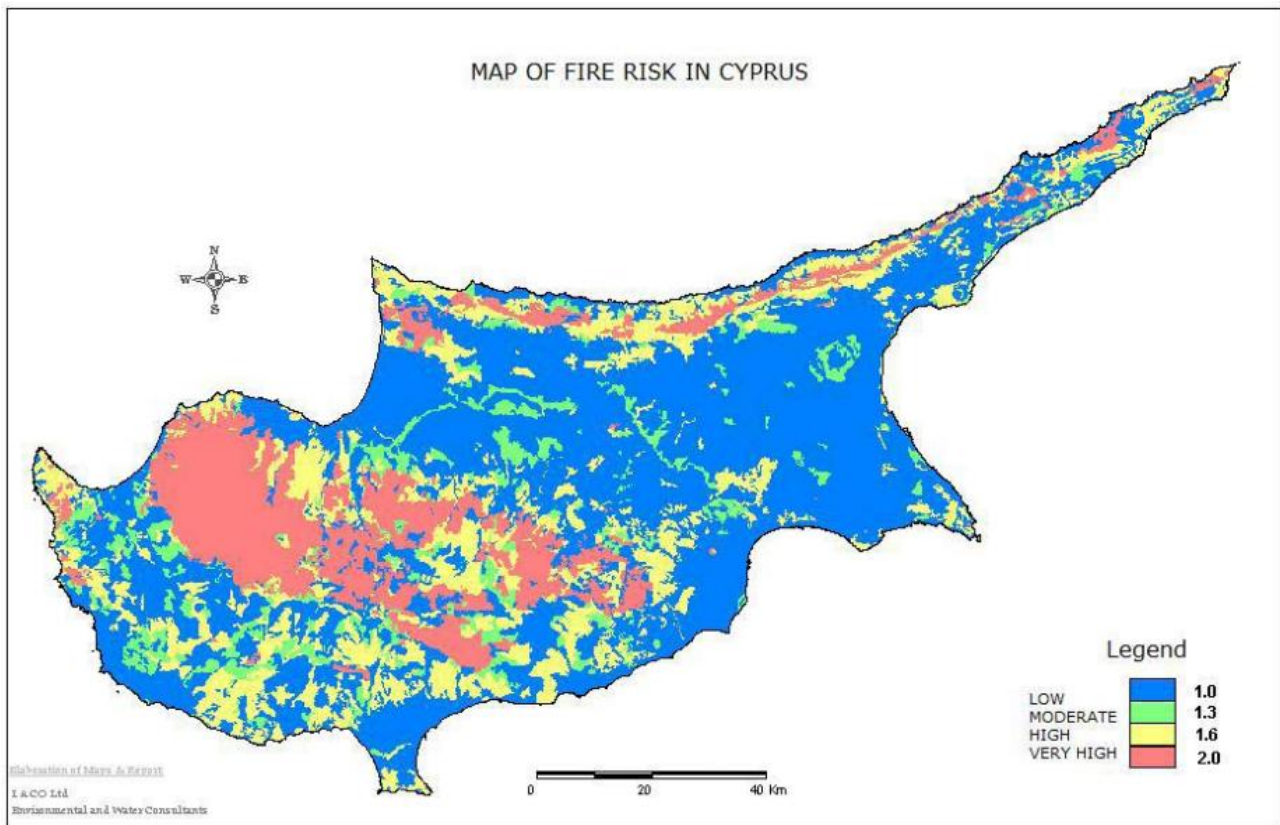 MAP OF FIRE RISK IN CYPRUS
N
W E
S
Legend
LOW 1.0
MODERATE 1.3
HIGH 1.6
VERY HIGH 2.0
0 20 40 Km
Elaboration of Maps & Report
I. A.CO Ltd
Environmental and Water Consultants